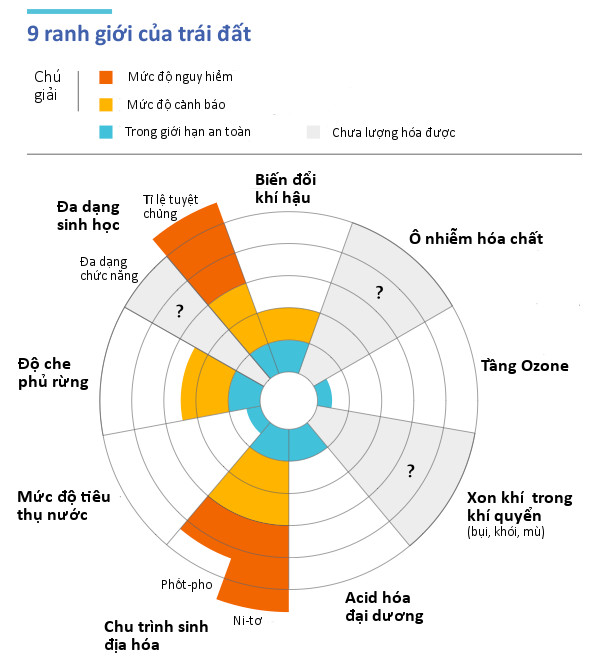 9 ranh giới của trái đất
Chú
giải
Mức độ nguy hiểm
Mức độ cành báo
Trong giới hạn an toàn
Chưa lượng hóa được
Biến đổi
khí hậu
Tỉ lệ tuyệt
chủng
Đa dạng
sinh học
Ô nhiễm hóa chất
Đa dạng
chức năng
?
?
Độ che
phủ rừng
Tầng Ozone
?
Mức độ tiêu
thụ nước
Xon khí trong
khí quyển
(bụi, khói, mù)
Phôt-pho
Acid hóa
đại dương
Ni-tơ
Chu trình sinh
địa hóa